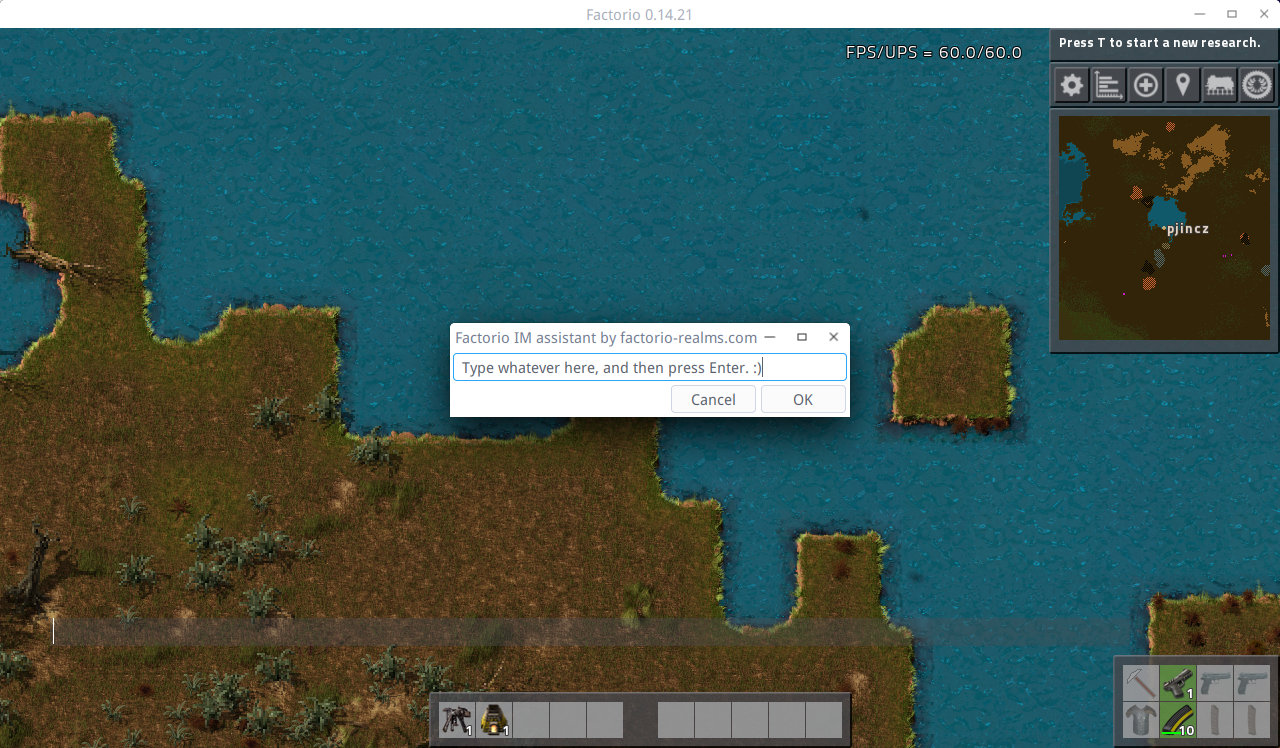 Factorio 0.14.21
FPS/UPS = 60.0/60.0
Press T to start a new research.
pjincz
Factorio IM assistant by factorio-realms.com
Type whatever here, and then press Enter. :)
Cancel
OK
1
1
1
10